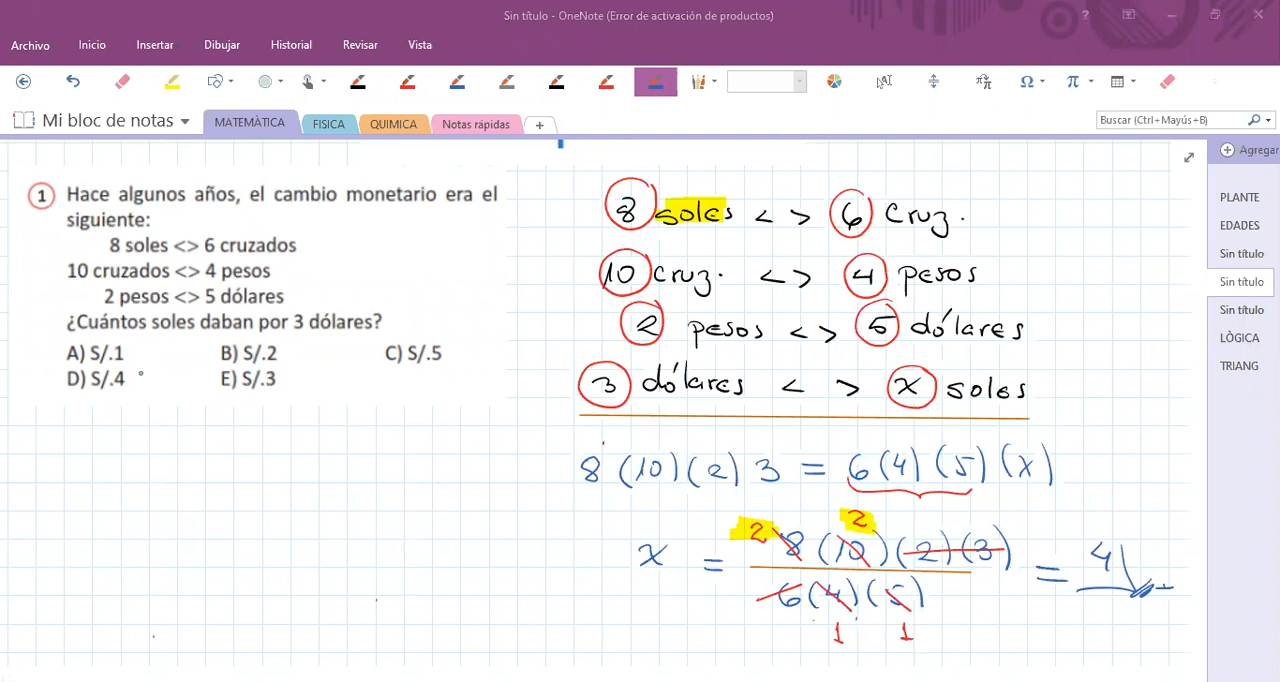 Sin título - OneNote (Error de activación de productos)
Archivo Inicio Insertar Dibujar Historial Revisar Vista
Mi bloc de notas MATEMÀTICA FISICA QUIMICA Notas rápidas
Buscar (Ctrl+Mayús+B)
Agregar
PLANTE
EDADES
Sin título
Sin título
Sin título
LÒGICA
TRIANG
1 Hace algunos años, el cambio monetario era el
siguiente:
8 soles <> 6 cruzados
10 cruzados <> 4 pesos
2 pesos <> 5 dólares
¿Cuántos soles daban por 3 dólares?
A) S/.1 B) S/.2 C) S/.5
D) S/.4 E) S/.3
8 soles < > 6 Cruz.
10 Cruz. < > 4 pesos
2 pesos < > 5 dólares
3 dólares < > x soles
8 (10)(2) 3 = 6(4)(5)(x)
2 2
x = 8(10)(2)(3) = 4
6(4)(5)
1 1